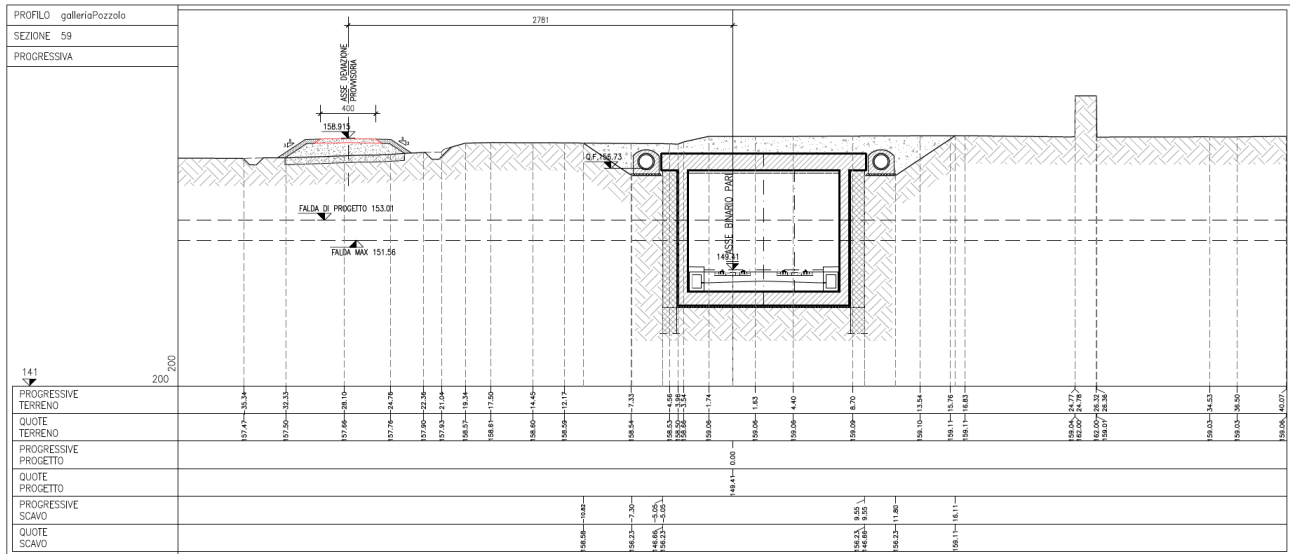 PROFILO galleriaPozzolo
SEZIONE 59
PROGRESSIVA
2781
ASSE DEVIAZIONE
PROVVISORIA
400
158.915
Q.F.156.73
FALDA DI PROGETTO 153.01
FALDA MAX 151.56
ASSE BINARIO PARI
149.41
141
200
200
PROGRESSIVE
TERRENO
-35.34 -32.33 -28.10 -24.76 -22.36 -21.04 -19.34 -17.50 -14.45 -12.17 -7.33 -4.56 -3.98 -3.54 -1.74 1.63 4.40 8.70 13.54 15.76 16.83 24.77 24.78 26.32 26.36 34.53 36.50 40.07
QUOTE
TERRENO
157.47 157.50 157.66 157.76 157.90 157.93 158.57 158.61 158.60 158.59 158.54 158.53 158.50 158.66 159.06 159.06 159.06 159.09 159.10 159.11 159.11 159.04 162.00 162.00 159.01 159.03 159.03 159.06
PROGRESSIVE
PROGETTO
0.00
QUOTE
PROGETTO
149.41
PROGRESSIVE
SCAVO
-10.82 -7.30 -5.05 -5.05 9.55 9.55 11.80 16.11
QUOTE
SCAVO
158.58 156.23 146.66 156.23 156.23 146.66 156.23 159.11